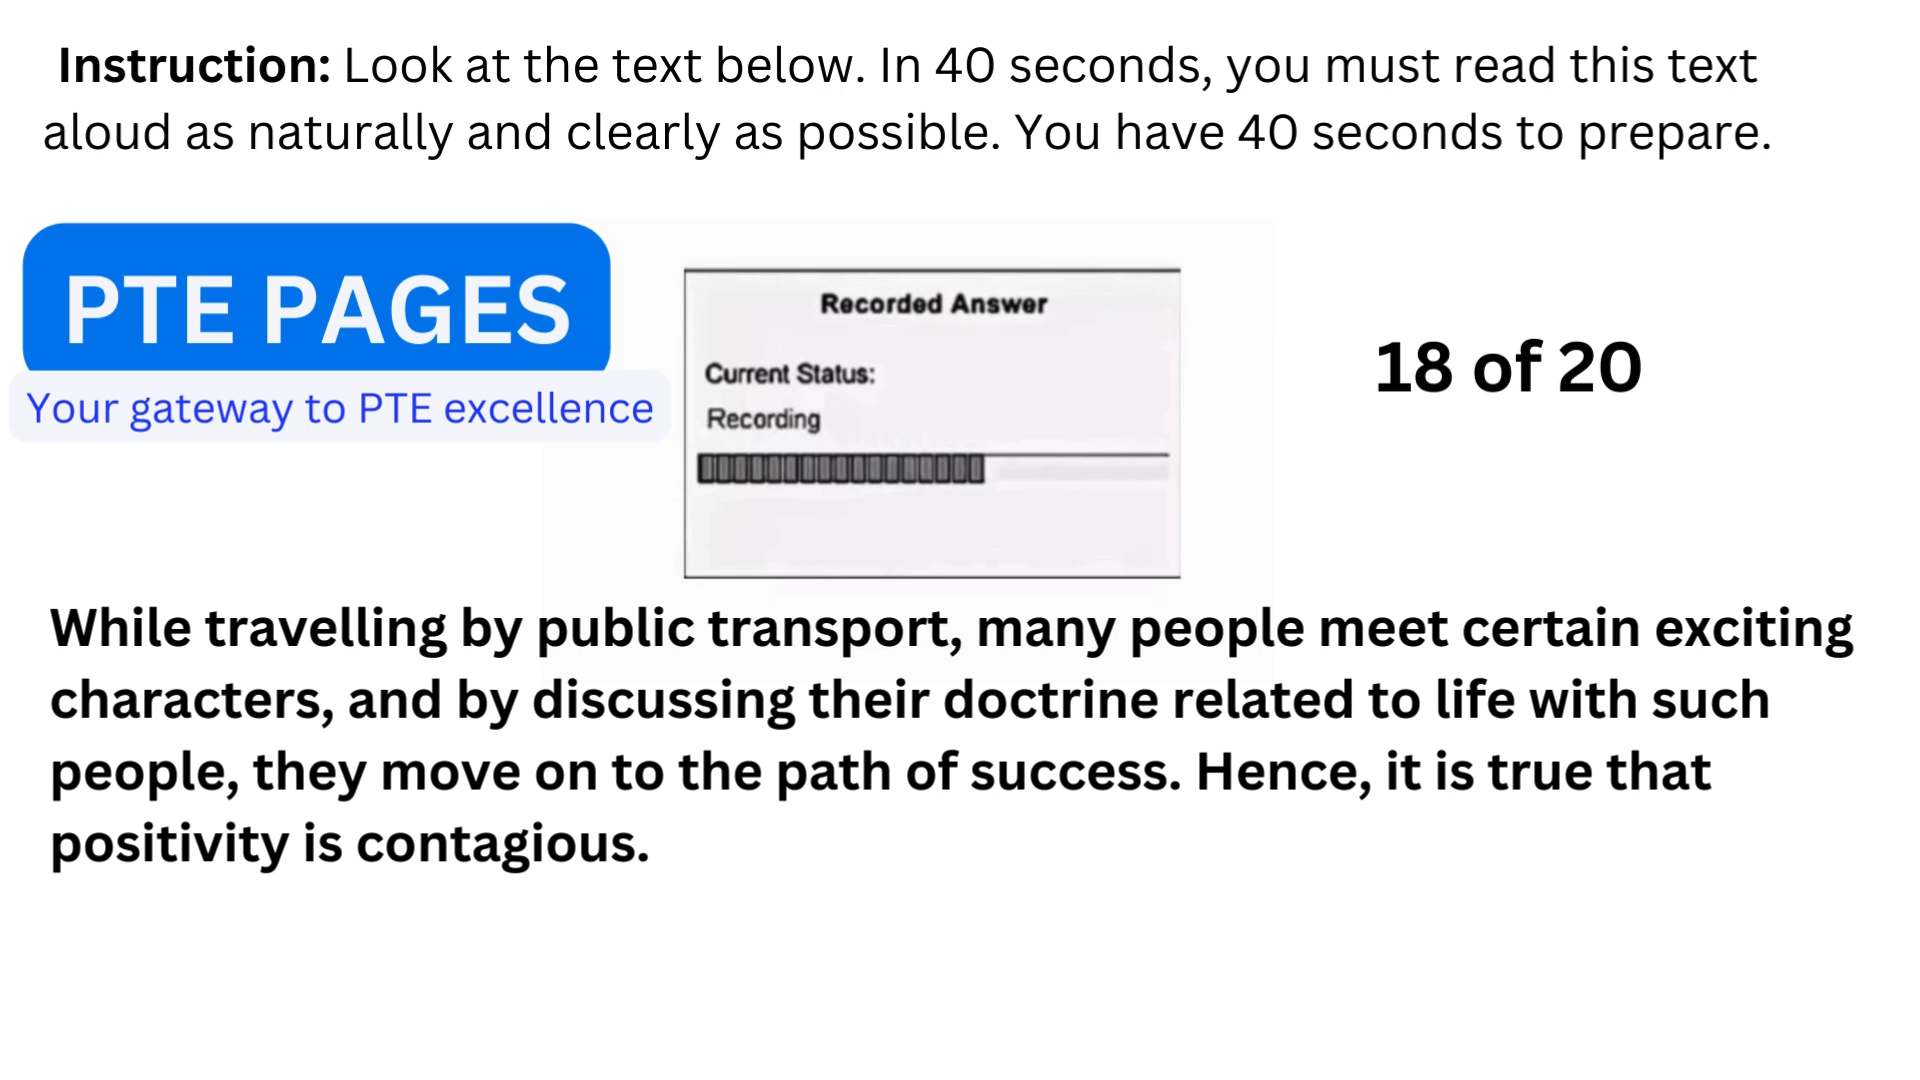 Instruction: Look at the text below. In 40 seconds, you must read this text
aloud as naturally and clearly as possible. You have 40 seconds to prepare.
PTE PAGES
Your gateway to PTE excellence
Recorded Answer
Current Status:
Recording
18 of 20
While travelling by public transport, many people meet certain exciting
characters, and by discussing their doctrine related to life with such
people, they move on to the path of success. Hence, it is true that
positivity is contagious.